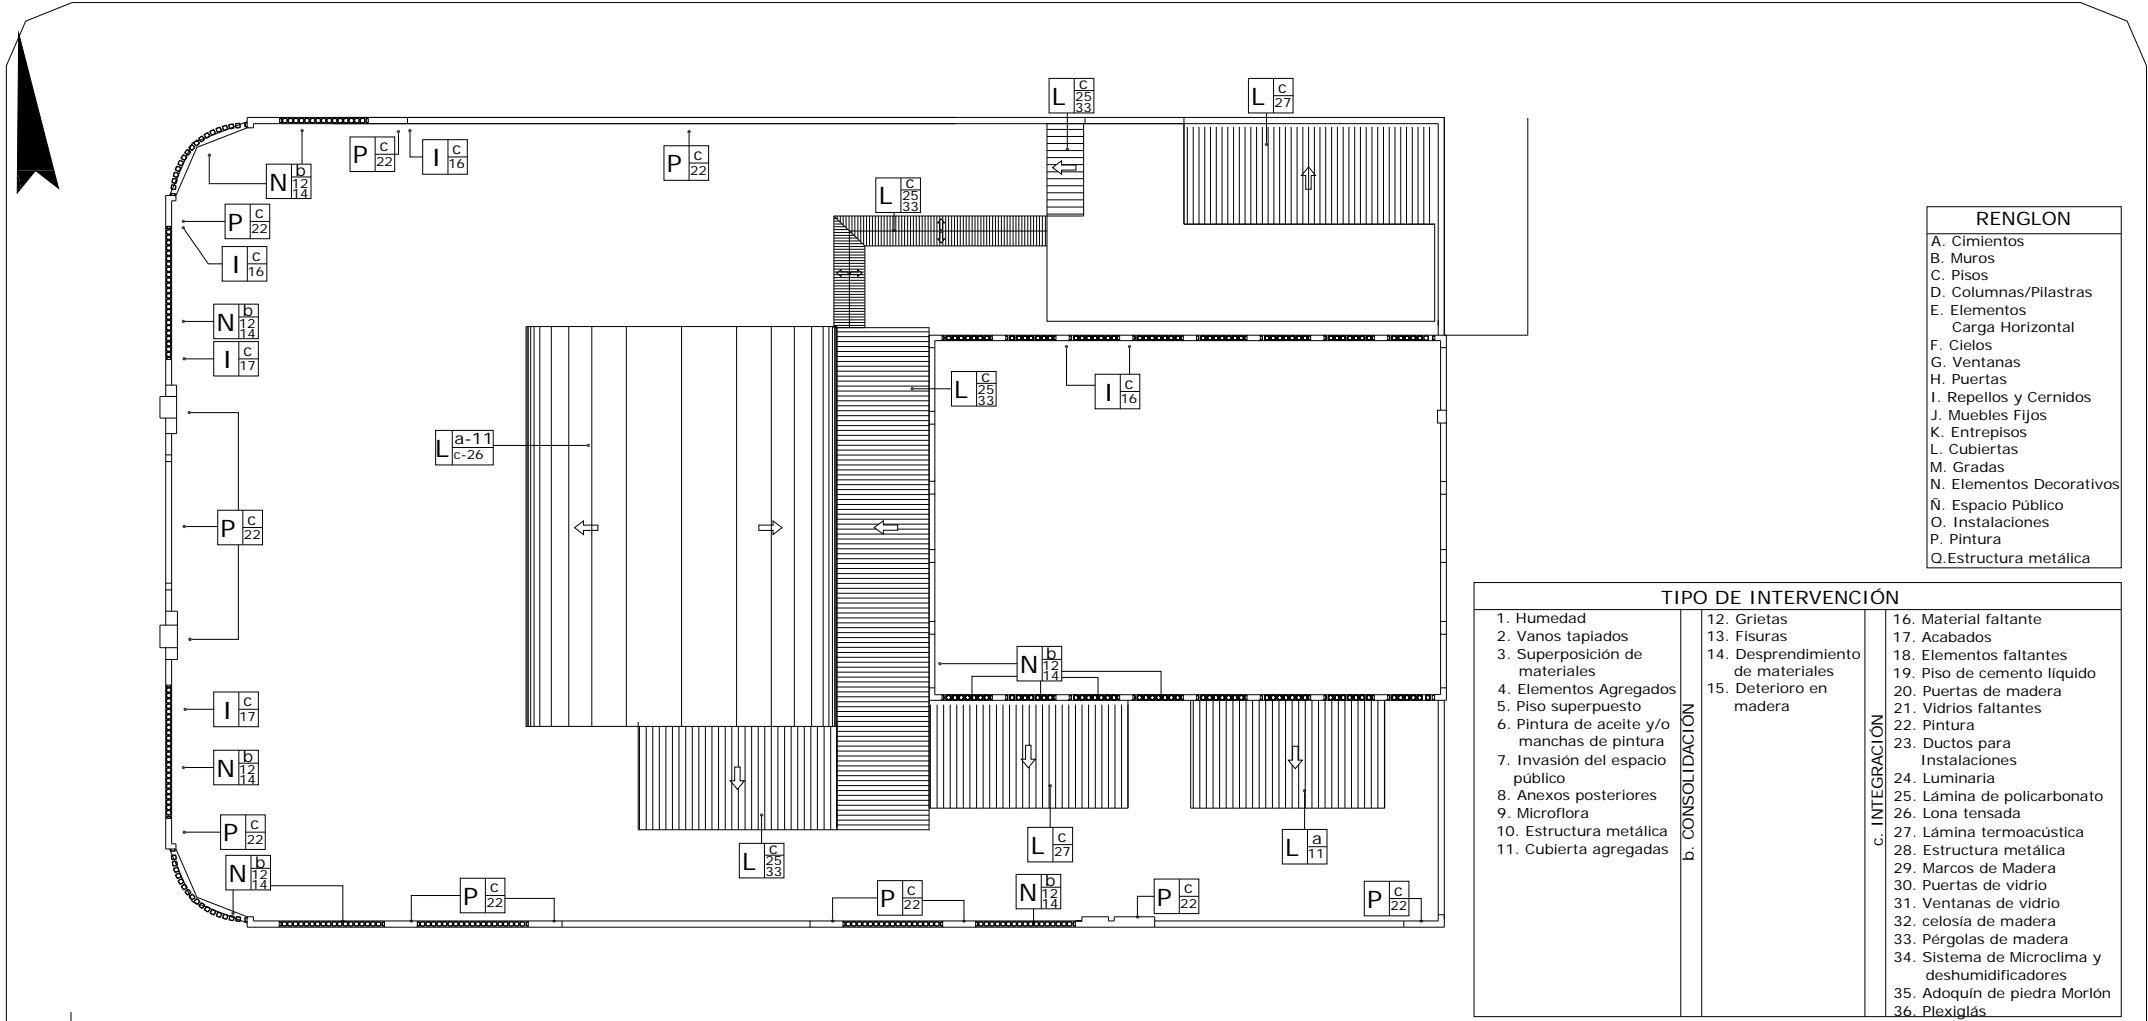 L c 25 33
L c 27
P c 22
I c 16
P c 22
N b 12 14
L c 25 33
P c 22
I c 16
N b 12 14
I c 17
L c 25 33
I c 16
L a-11 c-26
P c 22
N b 12 14
I c 17
N b 12 14
P c 22
L c 25 33
L c 27
L a 11
N b 12 14
P c 22
P c 22
N b 12 14
P c 22
P c 22
RENGLON
A. Cimientos
B. Muros
C. Pisos
D. Columnas/Pilastras
E. Elementos
Carga Horizontal
F. Cielos
G. Ventanas
H. Puertas
I. Repellos y Cernidos
J. Muebles Fijos
K. Entrepisos
L. Cubiertas
M. Gradas
N. Elementos Decorativos
Ñ. Espacio Público
O. Instalaciones
P. Pintura
Q.Estructura metálica
TIPO DE INTERVENCIÓN
1. Humedad
2. Vanos tapiados
3. Superposición de
materiales
4. Elementos Agregados
5. Piso superpuesto
6. Pintura de aceite y/o
manchas de pintura
7. Invasión del espacio
público
8. Anexos posteriores
9. Microflora
10. Estructura metálica
11. Cubierta agregadas
b. CONSOLIDACIÓN
12. Grietas
13. Fisuras
14. Desprendimiento
de materiales
15. Deterioro en
madera
c. INTEGRACIÓN
16. Material faltante
17. Acabados
18. Elementos faltantes
19. Piso de cemento líquido
20. Puertas de madera
21. Vidrios faltantes
22. Pintura
23. Ductos para
Instalaciones
24. Luminaria
25. Lámina de policarbonato
26. Lona tensada
27. Lámina termoacústica
28. Estructura metálica
29. Marcos de Madera
30. Puertas de vidrio
31. Ventanas de vidrio
32. celosía de madera
33. Pérgolas de madera
34. Sistema de Microclima y
deshumidificadores
35. Adoquín de piedra Morlón
36. Plexiglás